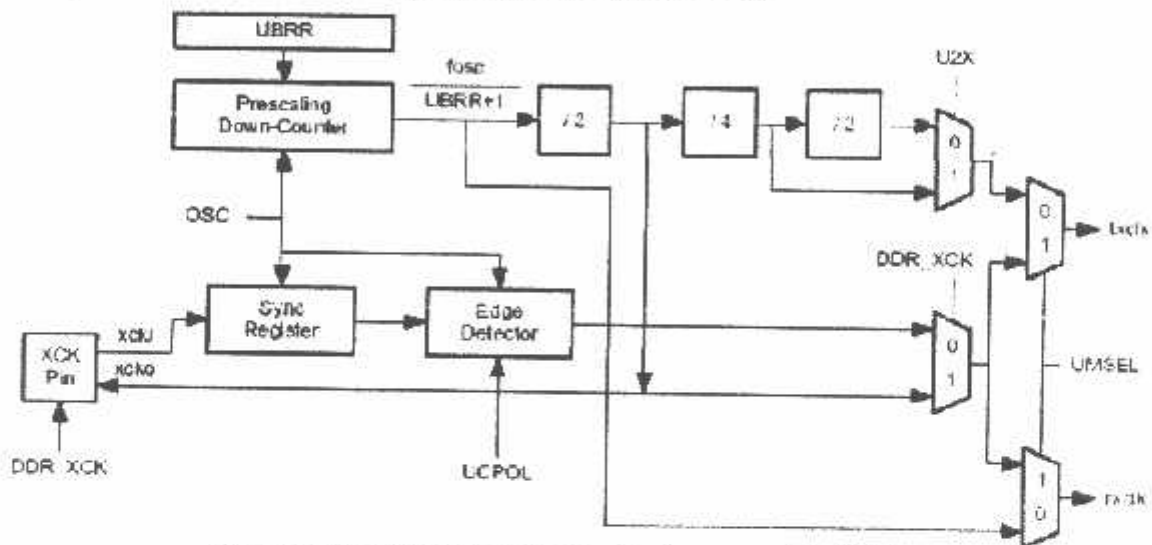 UBRR
Prescaling
Down-Counter
fosc
UBRR+1
/2
/4
/2
U2X
0
1
OSC
0
1
txclk
DDR_XCK
Sync
Register
Edge
Detector
0
1
UMSEL
XCK
Pin
xcki
xcko
DDR_XCK
UCPOL
1
0
rxclk